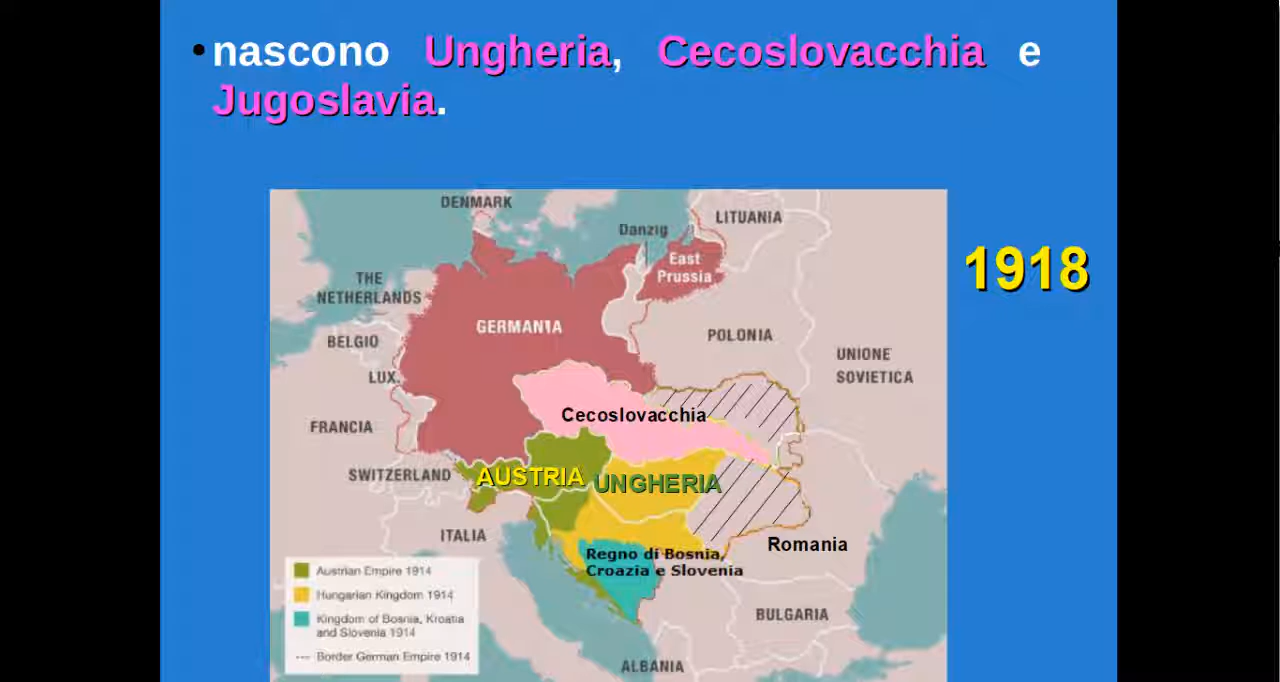 •nascono Ungheria, Cecoslovacchia e
Jugoslavia.
1918
DENMARK
LITUANIA
Danzig
East
Prussia
THE
NETHERLANDS
GERMANIA
BELGIO
POLONIA
UNIONE
SOVIETICA
LUX.
Cecoslovacchia
FRANCIA
SWITZERLAND
AUSTRIA
UNGHERIA
ITALIA
Romania
Regno di Bosnia,
Croazia e Slovenia
Austrian Empire 1914
Hungarian Kingdom 1914
Kingdom of Bosnia, Kroatia
and Slovenia 1914
Border German Empire 1914
BULGARIA
ALBANIA